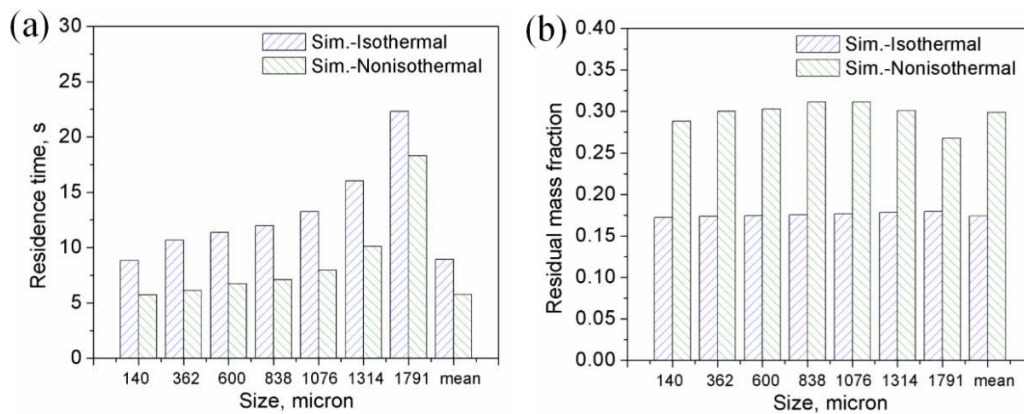 (a)
Residence time, s
30
25
20
15
10
5
0
Sim.-Isothermal
Sim.-Nonisothermal
140 362 600 838 1076 1314 1791 mean
Size, micron
(b)
Residual mass fraction
0.40
0.35
0.30
0.25
0.20
0.15
0.10
0.05
0.00
Sim.-Isothermal
Sim.-Nonisothermal
140 362 600 838 1076 1314 1791 mean
Size, micron